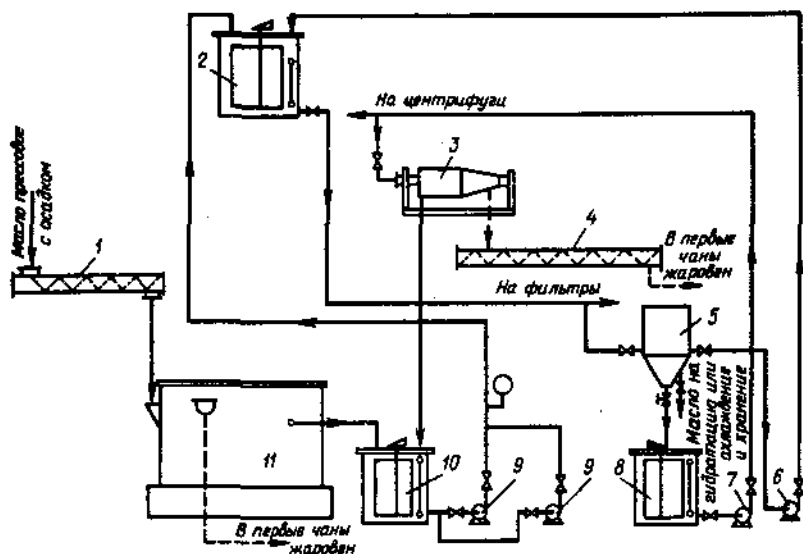 2
На центрифуги
3
Масло прессовое
с осадком
1
4
В первые
чаны
жаровен
На фильтры
5
Масло на
гидратацию или
охлаждение
и хранение
11
10
9
9
8
7
6
В первые чаны
жаровен